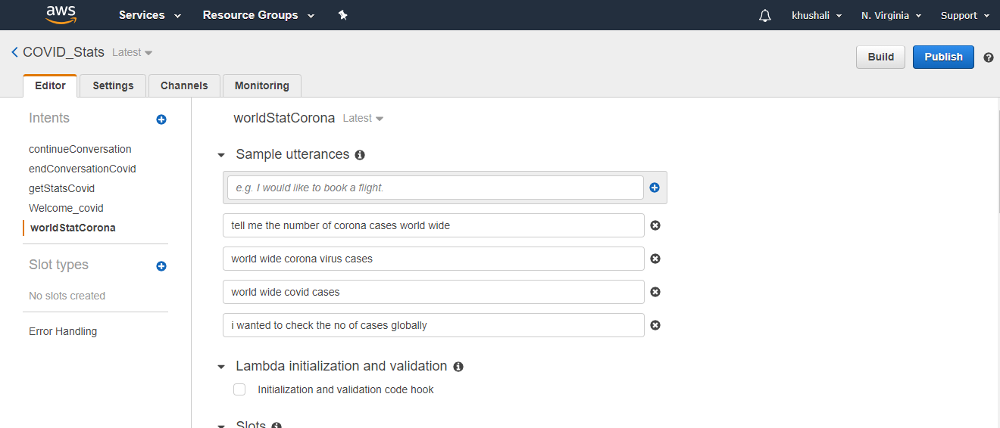 aws Services Resource Groups khushali N. Virginia Support
COVID_Stats Latest
Build Publish
Editor Settings Channels Monitoring
Intents
continueConversation
endConversationCovid
getStatsCovid
Welcome_covid
worldStatCorona
Slot types
No slots created
Error Handling
worldStatCorona Latest
Sample utterances
e.g. I would like to book a flight.
tell me the number of corona cases world wide
world wide corona virus cases
world wide covid cases
i wanted to check the no of cases globally
Lambda initialization and validation
Initialization and validation code hook
Slots